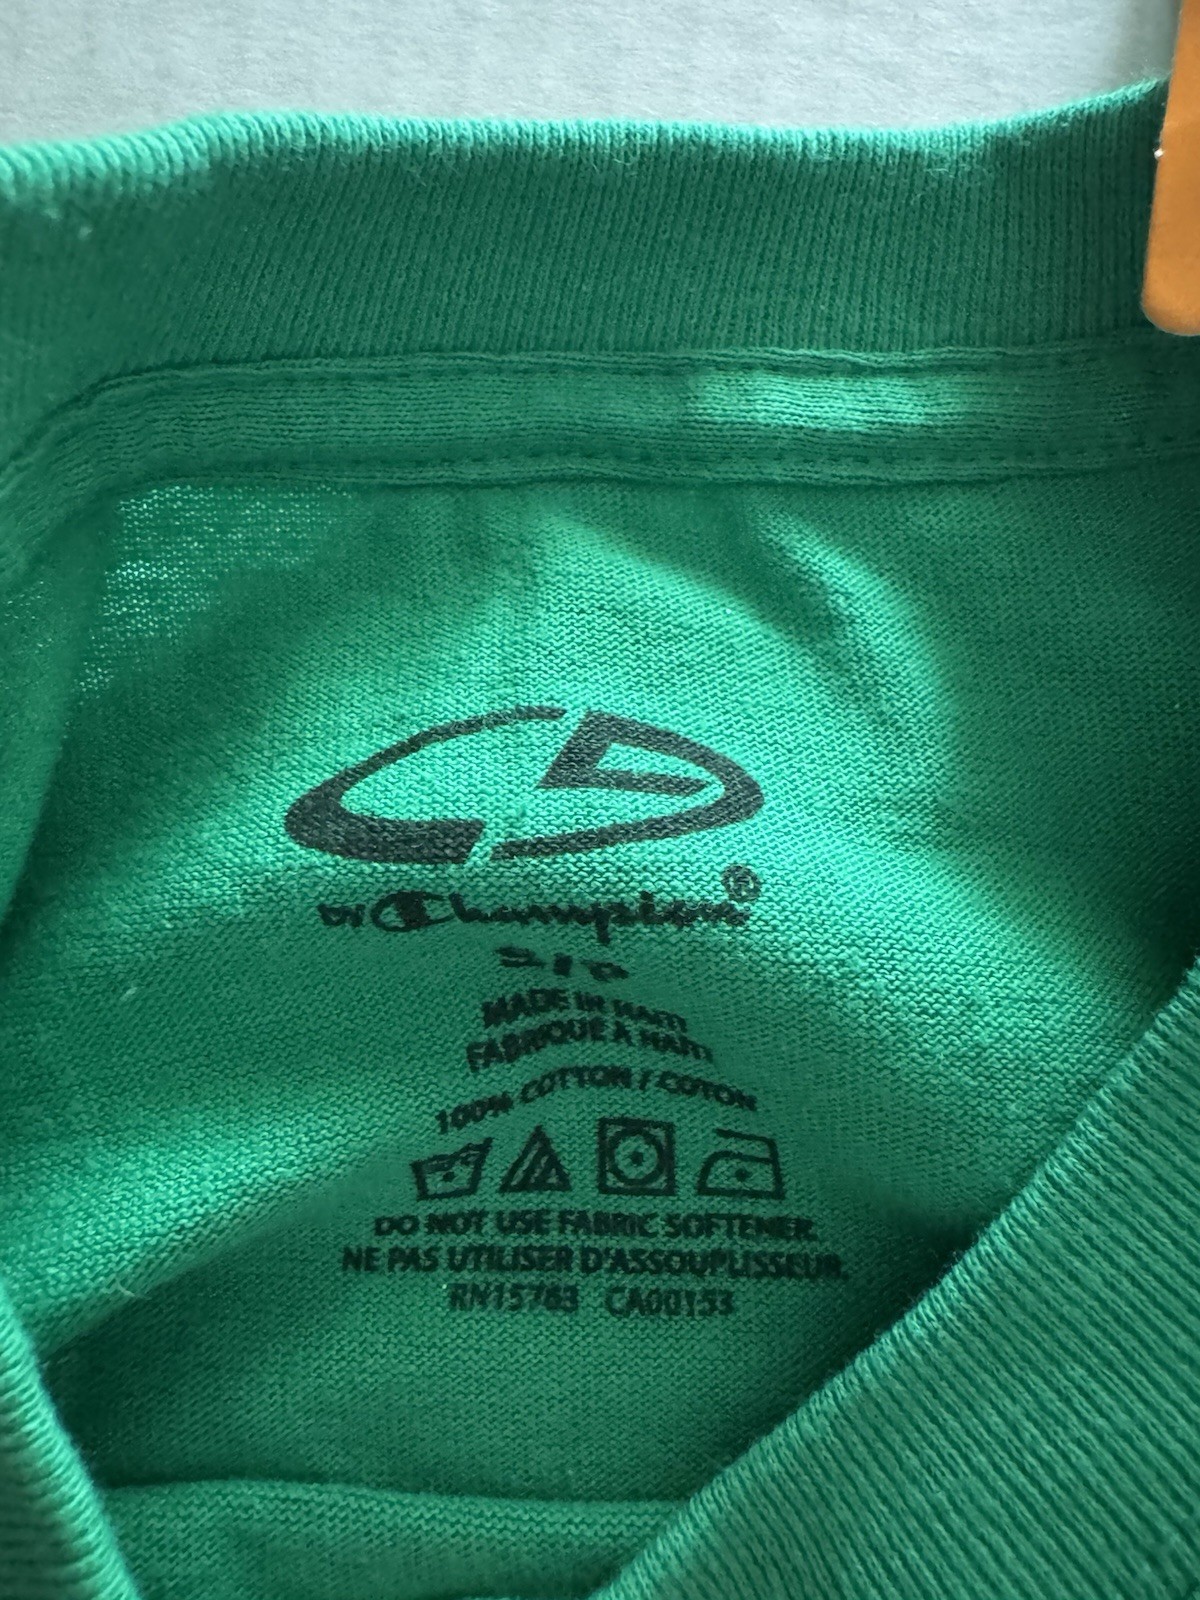 by Champion®
S/P
MADE IN HAITI
FABRIQUÉ À HAITI
100% COTTON / COTON
DO NOT USE FABRIC SOFTENER.
NE PAS UTILISER D'ASSOUPLISSEUR.
RN15763 CA00153